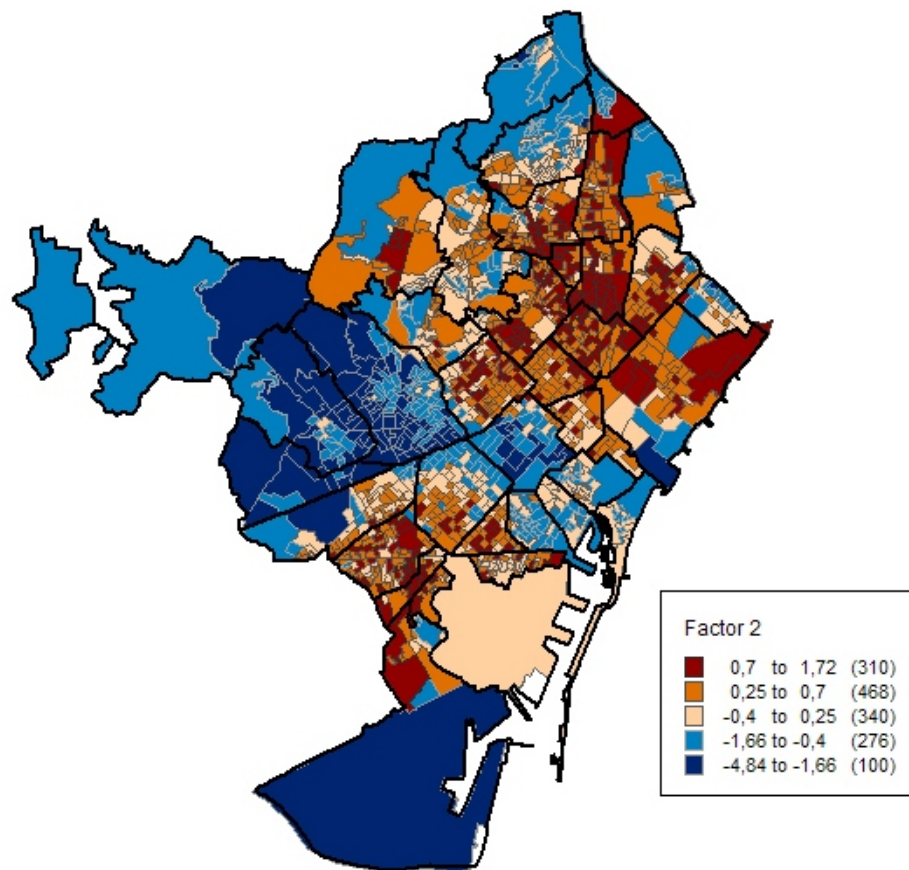 Factor 2
0,7 to 1,72 (310)
0,25 to 0,7 (468)
-0,4 to 0,25 (340)
-1,66 to -0,4 (276)
-4,84 to -1,66 (100)